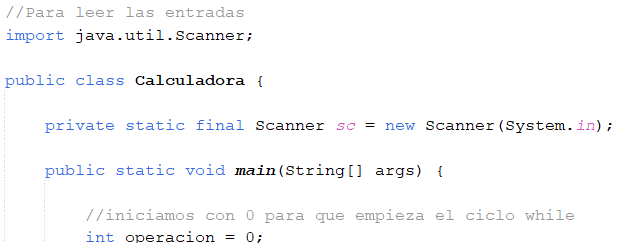 //Para leer las entradas
import java.util.Scanner;
public class Calculadora {
private static final Scanner sc = new Scanner(System.in);
public static void main(String[] args) {
//iniciamos con 0 para que empieza el ciclo while
int operacion = 0;